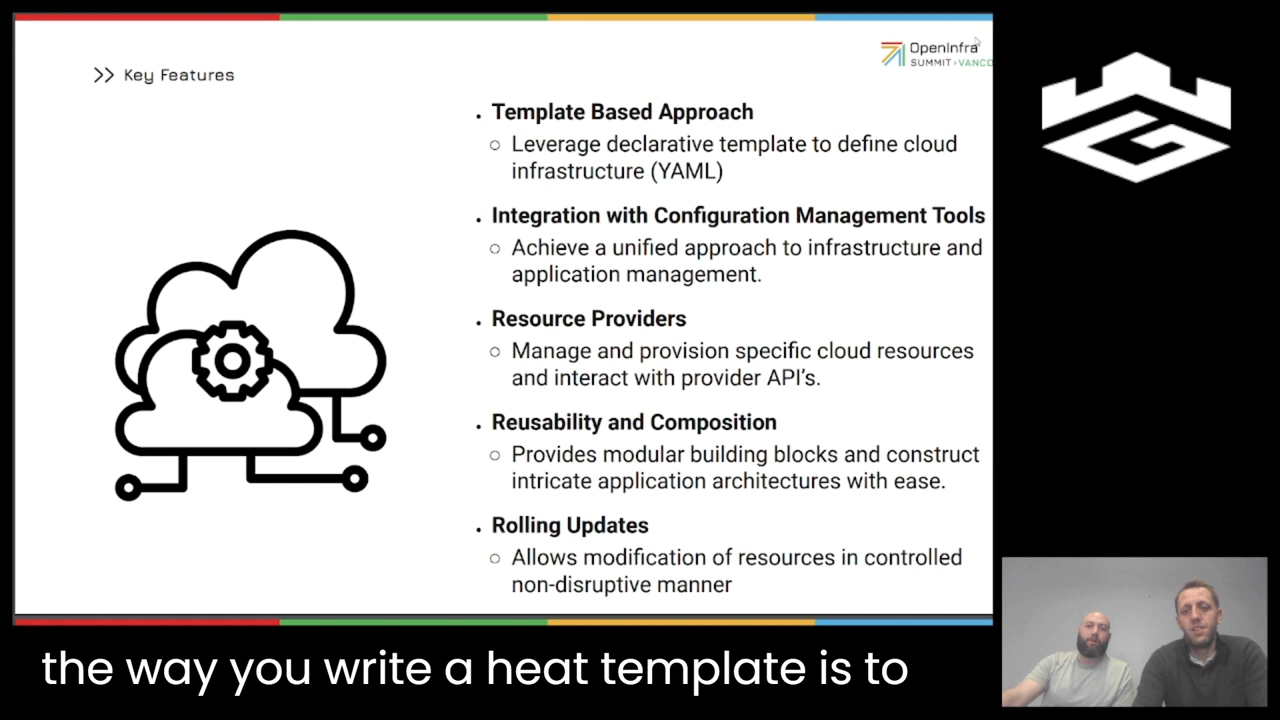 >> Key Features
OpenInfra
SUMMIT>VANCO
• Template Based Approach
○ Leverage declarative template to define cloud
infrastructure (YAML)
• Integration with Configuration Management Tools
○ Achieve a unified approach to infrastructure and
application management.
• Resource Providers
○ Manage and provision specific cloud resources
and interact with provider API’s.
• Reusability and Composition
○ Provides modular building blocks and construct
intricate application architectures with ease.
• Rolling Updates
○ Allows modification of resources in controlled
non-disruptive manner
the way you write a heat template is to